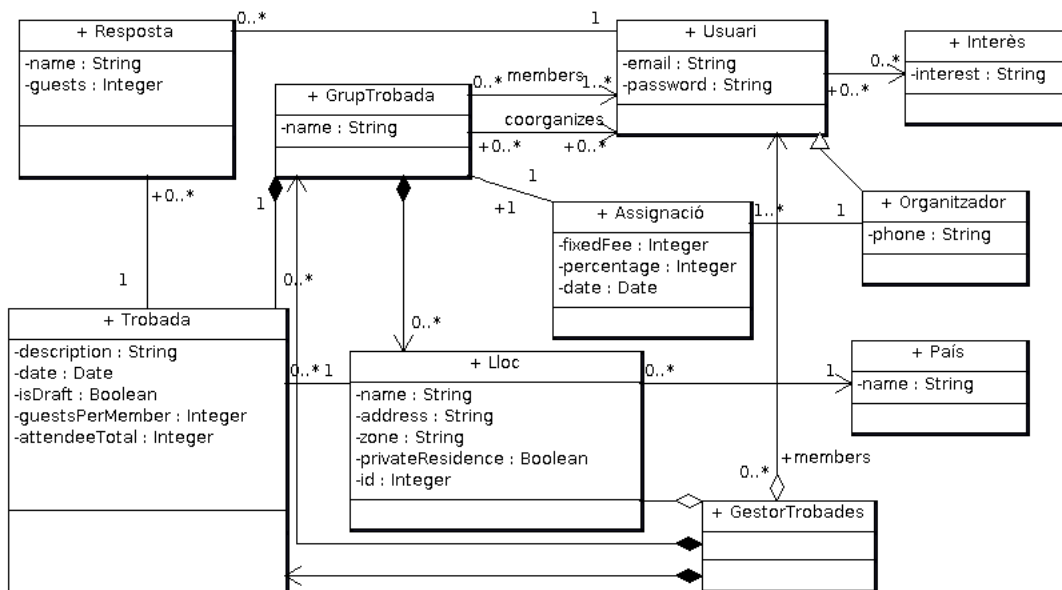 + Resposta
-name : String
-guests : Integer
0..*
1
+ Usuari
-email : String
-password : String
0..*
+0..*
+ Interès
-interest : String
+ GrupTrobada
-name : String
0..*
members
1..*
coorganizes
+0..*
+0..*
+0..*
1
1
0..*
1
+1
+ Assignació
-fixedFee : Integer
-percentage : Integer
-date : Date
1..*
1
+ Organitzador
-phone : String
0..*
+ Trobada
-description : String
-date : Date
-isDraft : Boolean
-guestsPerMember : Integer
-attendeeTotal : Integer
0..*
1
+ Lloc
-name : String
-address : String
-zone : String
-privateResidence : Boolean
-id : Integer
0..*
1
+ País
-name : String
+members
0..*
+ GestorTrobades